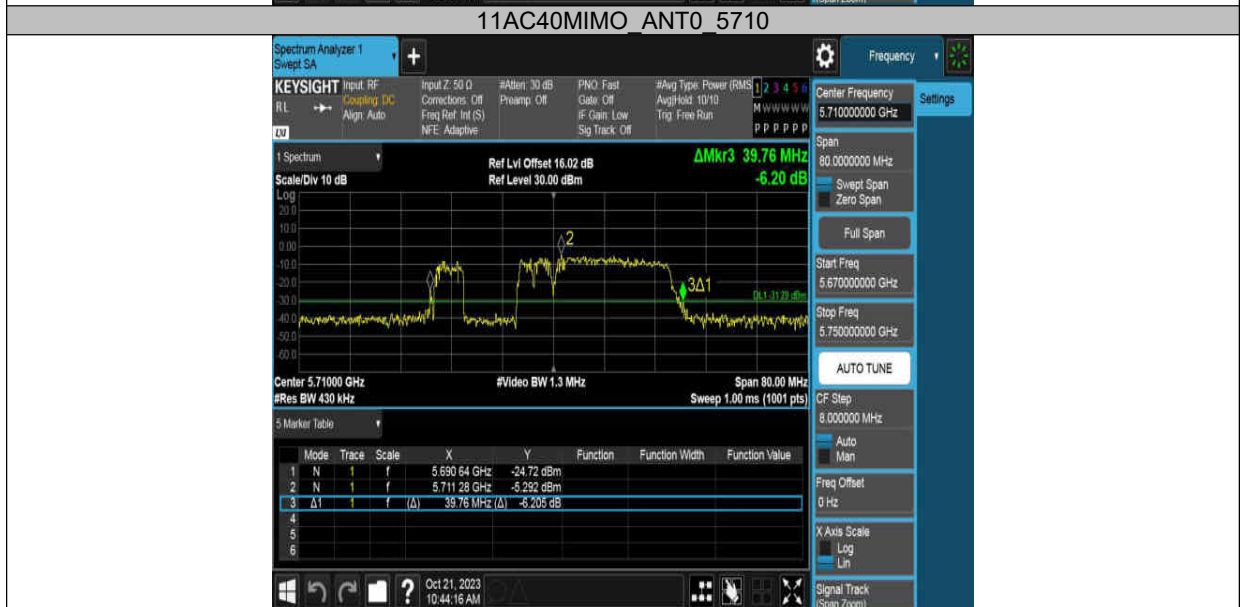 (Span Zoom)
11AC40MIMO_ANT0_5710
Spectrum Analyzer 1
Swept SA
+
Frequency
KEYSIGHT
RL
LXI
Input: RF
Coupling: DC
Align: Auto
Input Z: 50 Ω
Corrections: Off
Freq Ref: Int (S)
NFE: Adaptive
#Atten: 30 dB
Preamp: Off
PNO: Fast
Gate: Off
IF Gain: Low
Sig Track: Off
#Avg Type: Power (RMS
Avg|Hold: 10/10
Trig: Free Run
1 2 3 4 5 6
M W W W W W
P P P P P P
Center Frequency
5.710000000 GHz
Settings
Span
80.0000000 MHz
Swept Span
Zero Span
Full Span
Start Freq
5.670000000 GHz
Stop Freq
5.750000000 GHz
AUTO TUNE
CF Step
8.000000 MHz
Auto
Man
Freq Offset
0 Hz
X Axis Scale
Log
Lin
Signal Track
(Span Zoom)
1 Spectrum
Scale/Div 10 dB
Ref Lvl Offset 16.02 dB
Ref Level 30.00 dBm
ΔMkr3 39.76 MHz
-6.20 dB
Log
20.0
10.0
0.00
-10.0
-20.0
-30.0
-40.0
-50.0
-60.0
2
3Δ1
DL1 -31.29 dBm
Center 5.71000 GHz
#Res BW 430 kHz
#Video BW 1.3 MHz
Span 80.00 MHz
Sweep 1.00 ms (1001 pts)
5 Marker Table
Mode Trace Scale X Y Function Function Width Function Value
1 N 1 f 5.690 64 GHz -24.72 dBm
2 N 1 f 5.711 28 GHz -5.292 dBm
3 Δ1 1 f (Δ) 39.76 MHz (Δ) -6.205 dB
4
5
6
?
Oct 21, 2023
10:44:16 AM